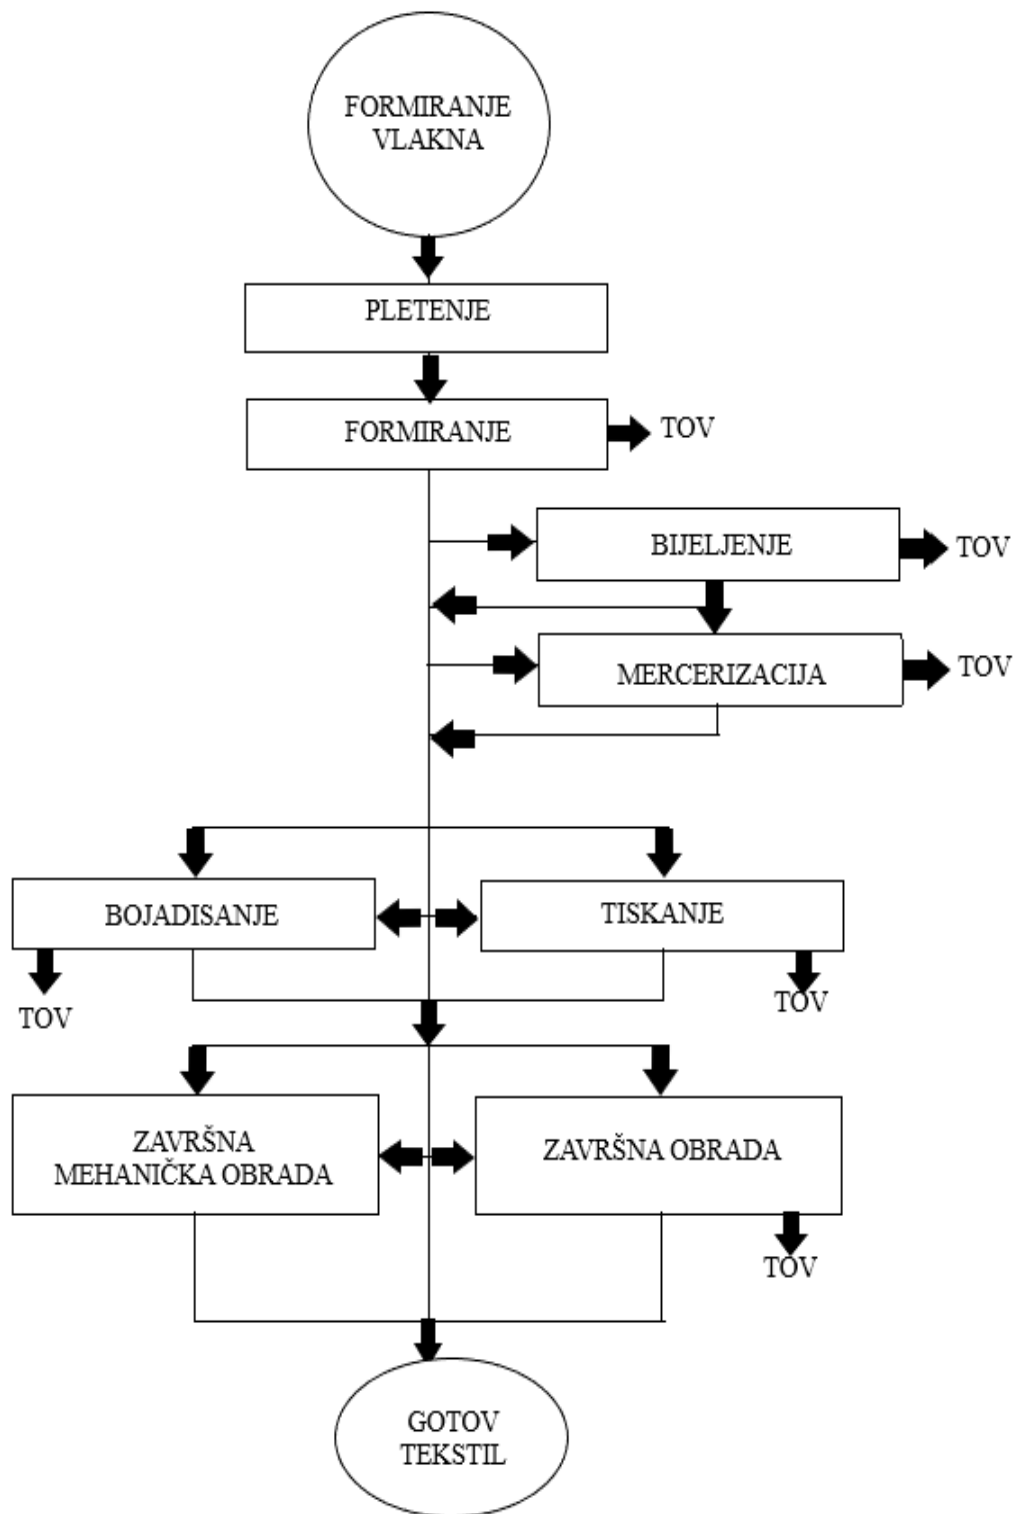 FORMIRANJE
VLAKNA
PLETENJE
FORMIRANJE
TOV
BIJELJENJE
TOV
MERCERIZACIJA
TOV
BOJADISANJE
TISKANJE
TOV
TOV
ZAVRŠNA
MEHANIČKA OBRADA
ZAVRŠNA OBRADA
TOV
GOTOV
TEKSTIL